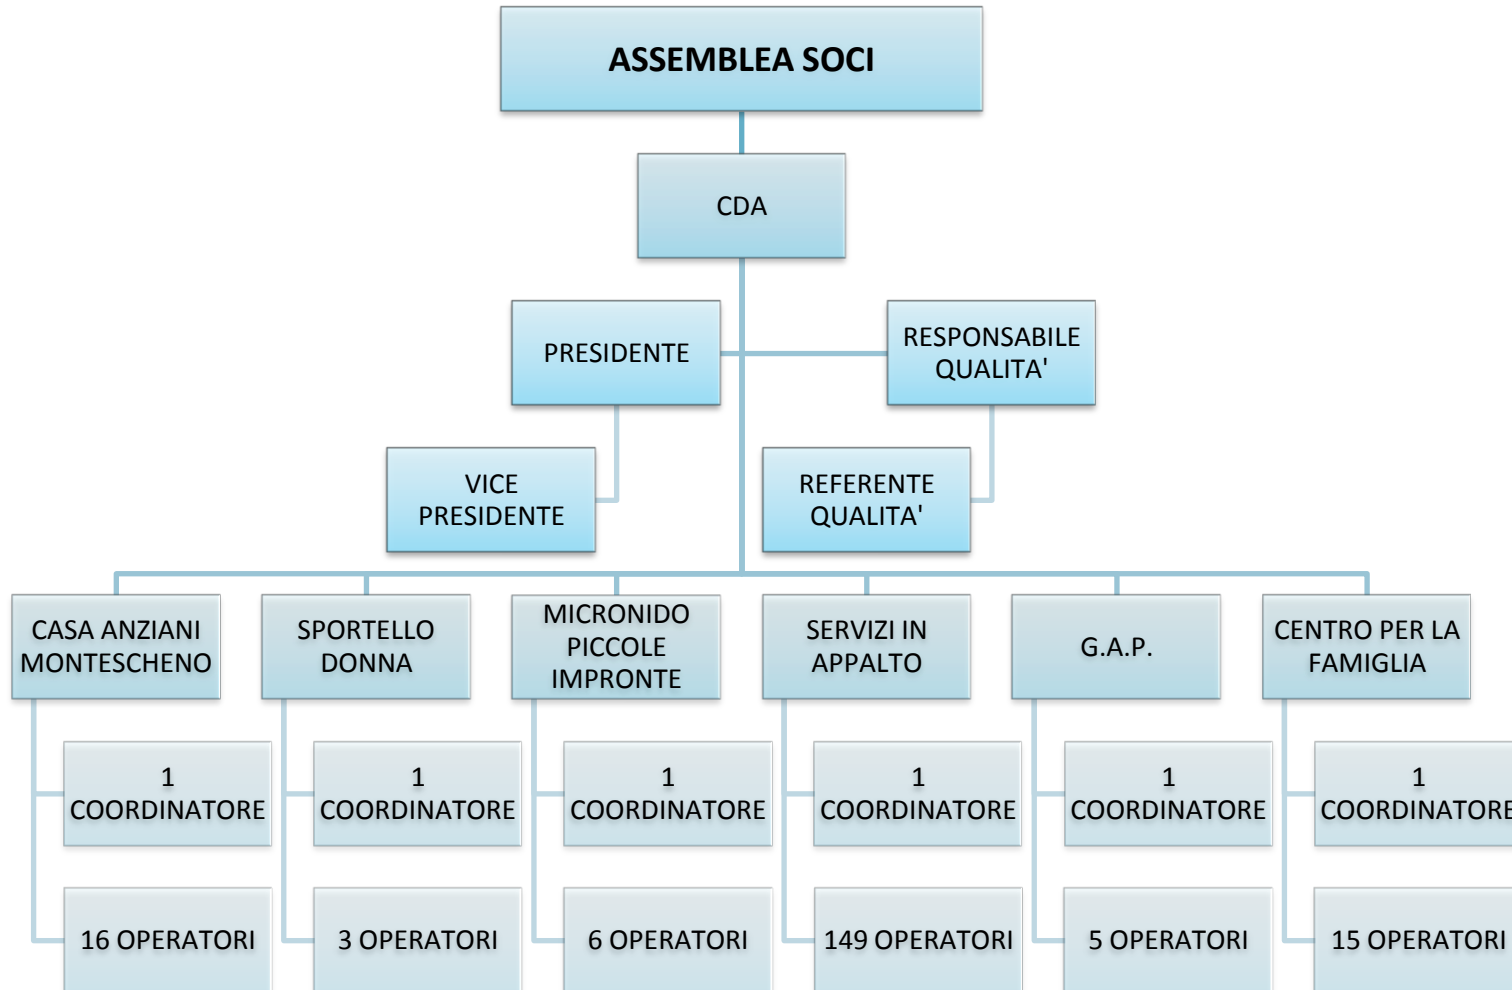 ASSEMBLEA SOCI
CDA
PRESIDENTE
RESPONSABILE
QUALITA'
VICE
PRESIDENTE
REFERENTE
QUALITA'
CASA ANZIANI
MONTESCHENO
SPORTELLO
DONNA
MICRONIDO
PICCOLE
IMPRONTE
SERVIZI IN
APPALTO
G.A.P.
CENTRO PER LA
FAMIGLIA
1
COORDINATORE
1
COORDINATORE
1
COORDINATORE
1
COORDINATORE
1
COORDINATORE
1
COORDINATORE
16 OPERATORI
3 OPERATORI
6 OPERATORI
149 OPERATORI
5 OPERATORI
15 OPERATORI